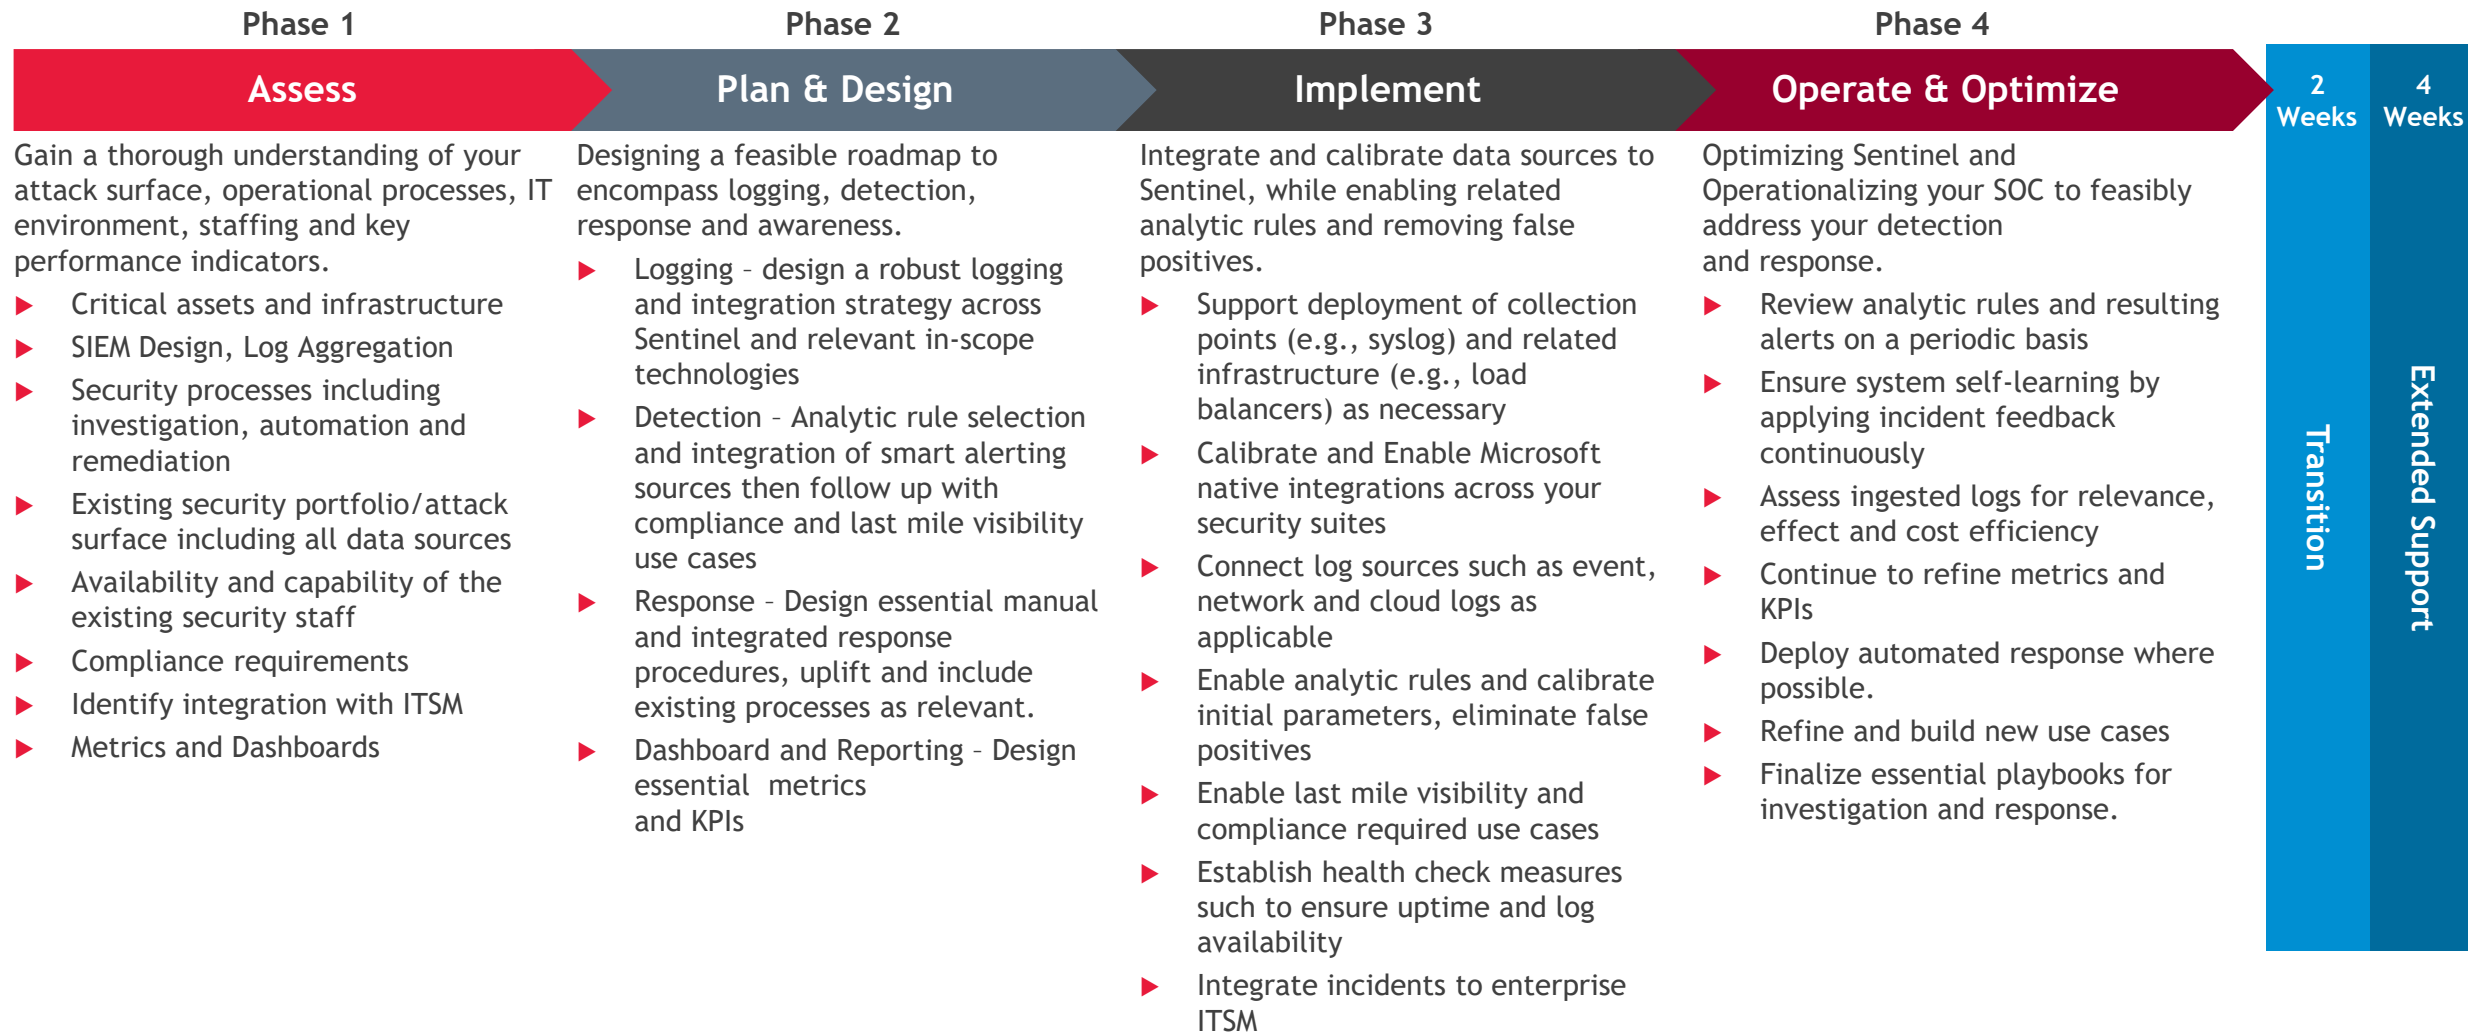 Phase 1
Assess
Gain a thorough understanding of your
attack surface, operational processes, IT
environment, staffing and key
performance indicators.
Critical assets and infrastructure
SIEM Design, Log Aggregation
Security processes including
investigation, automation and
remediation
Existing security portfolio/attack
surface including all data sources
Availability and capability of the
existing security staff
Compliance requirements
Identify integration with ITSM
Metrics and Dashboards
Phase 2
Plan & Design
Designing a feasible roadmap to
encompass logging, detection,
response and awareness.
Logging – design a robust logging
and integration strategy across
Sentinel and relevant in-scope
technologies
Detection – Analytic rule selection
and integration of smart alerting
sources then follow up with
compliance and last mile visibility
use cases
Response – Design essential manual
and integrated response
procedures, uplift and include
existing processes as relevant.
Dashboard and Reporting – Design
essential  metrics
and KPIs
Phase 3
Implement
Integrate and calibrate data sources to
Sentinel, while enabling related
analytic rules and removing false
positives.
Support deployment of collection
points (e.g., syslog) and related
infrastructure (e.g., load
balancers) as necessary
Calibrate and Enable Microsoft
native integrations across your
security suites
Connect log sources such as event,
network and cloud logs as
applicable
Enable analytic rules and calibrate
initial parameters, eliminate false
positives
Enable last mile visibility and
compliance required use cases
Establish health check measures
such to ensure uptime and log
availability
Integrate incidents to enterprise
ITSM
Phase 4
Operate & Optimize
Optimizing Sentinel and
Operationalizing your SOC to feasibly
address your detection
and response.
Review analytic rules and resulting
alerts on a periodic basis
Ensure system self-learning by
applying incident feedback
continuously
Assess ingested logs for relevance,
effect and cost efficiency
Continue to refine metrics and
KPIs
Deploy automated response where
possible.
Refine and build new use cases
Finalize essential playbooks for
investigation and response.
2
Weeks
Transition
4
Weeks
Extended Support